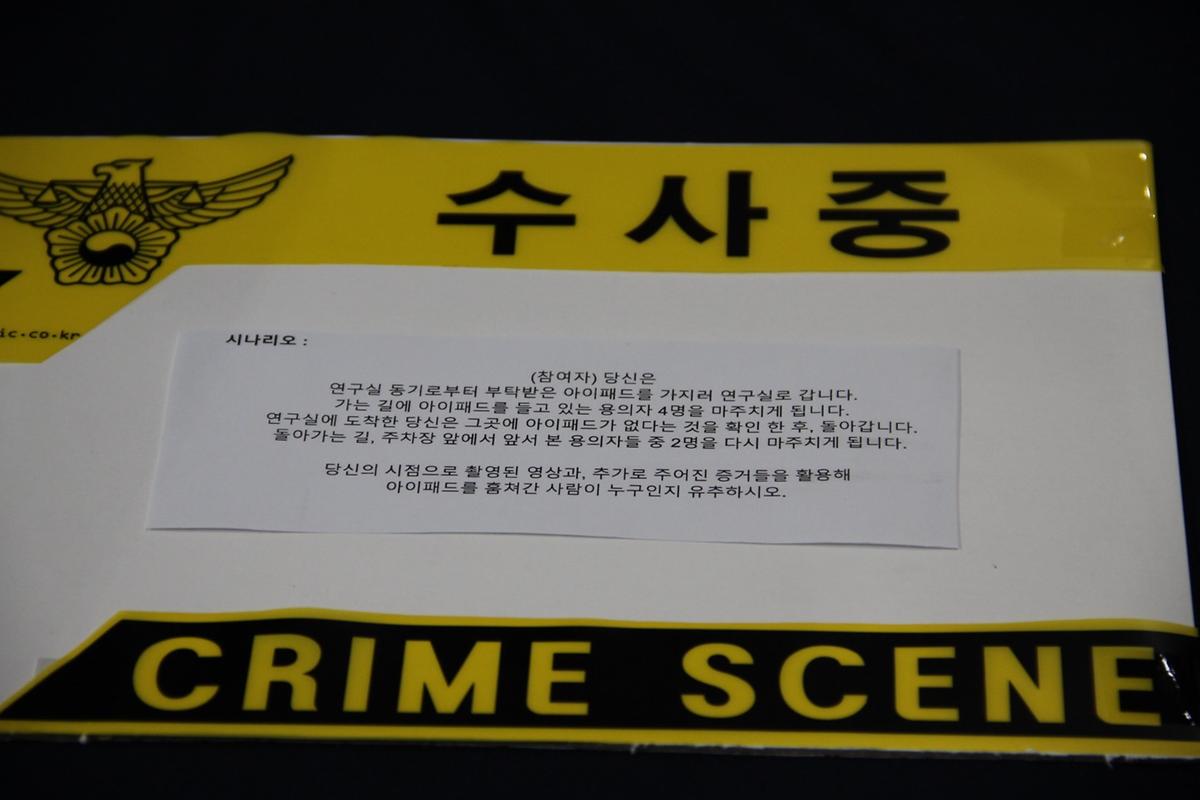 수사중
ic.co.kr
시나리오 :
(참여자) 당신은
연구실 동기로부터 부탁받은 아이패드를 가지러 연구실로 갑니다.
가는 길에 아이패드를 들고 있는 용의자 4명을 마주치게 됩니다.
연구실에 도착한 당신은 그곳에 아이패드가 없다는 것을 확인 한 후, 돌아갑니다.
돌아가는 길, 주차장 앞에서 앞서 본 용의자들 중 2명을 다시 마주치게 됩니다.
당신의 시점으로 촬영된 영상과, 추가로 주어진 증거들을 활용해
아이패드를 훔쳐간 사람이 누구인지 유추하시오.
CRIME SCENE